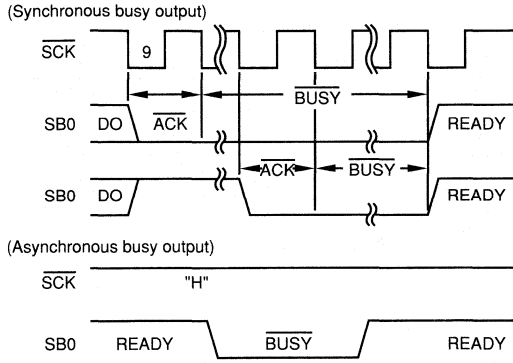 (Synchronous busy output)
SCK 9
BUSY
SB0 DO ACK READY
ACK BUSY
SB0 DO READY
(Asynchronous busy output)
SCK "H"
SB0 READY BUSY READY